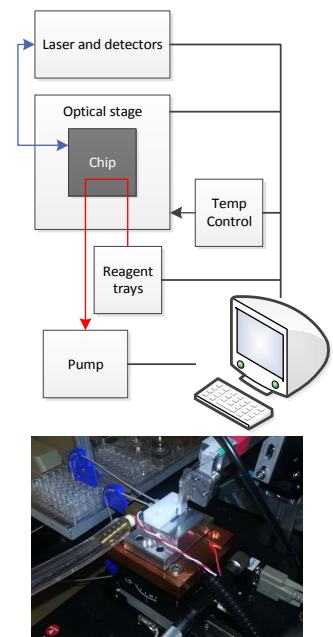 Laser and detectors
Optical stage
Chip
Temp
Control
Reagent
trays
Pump